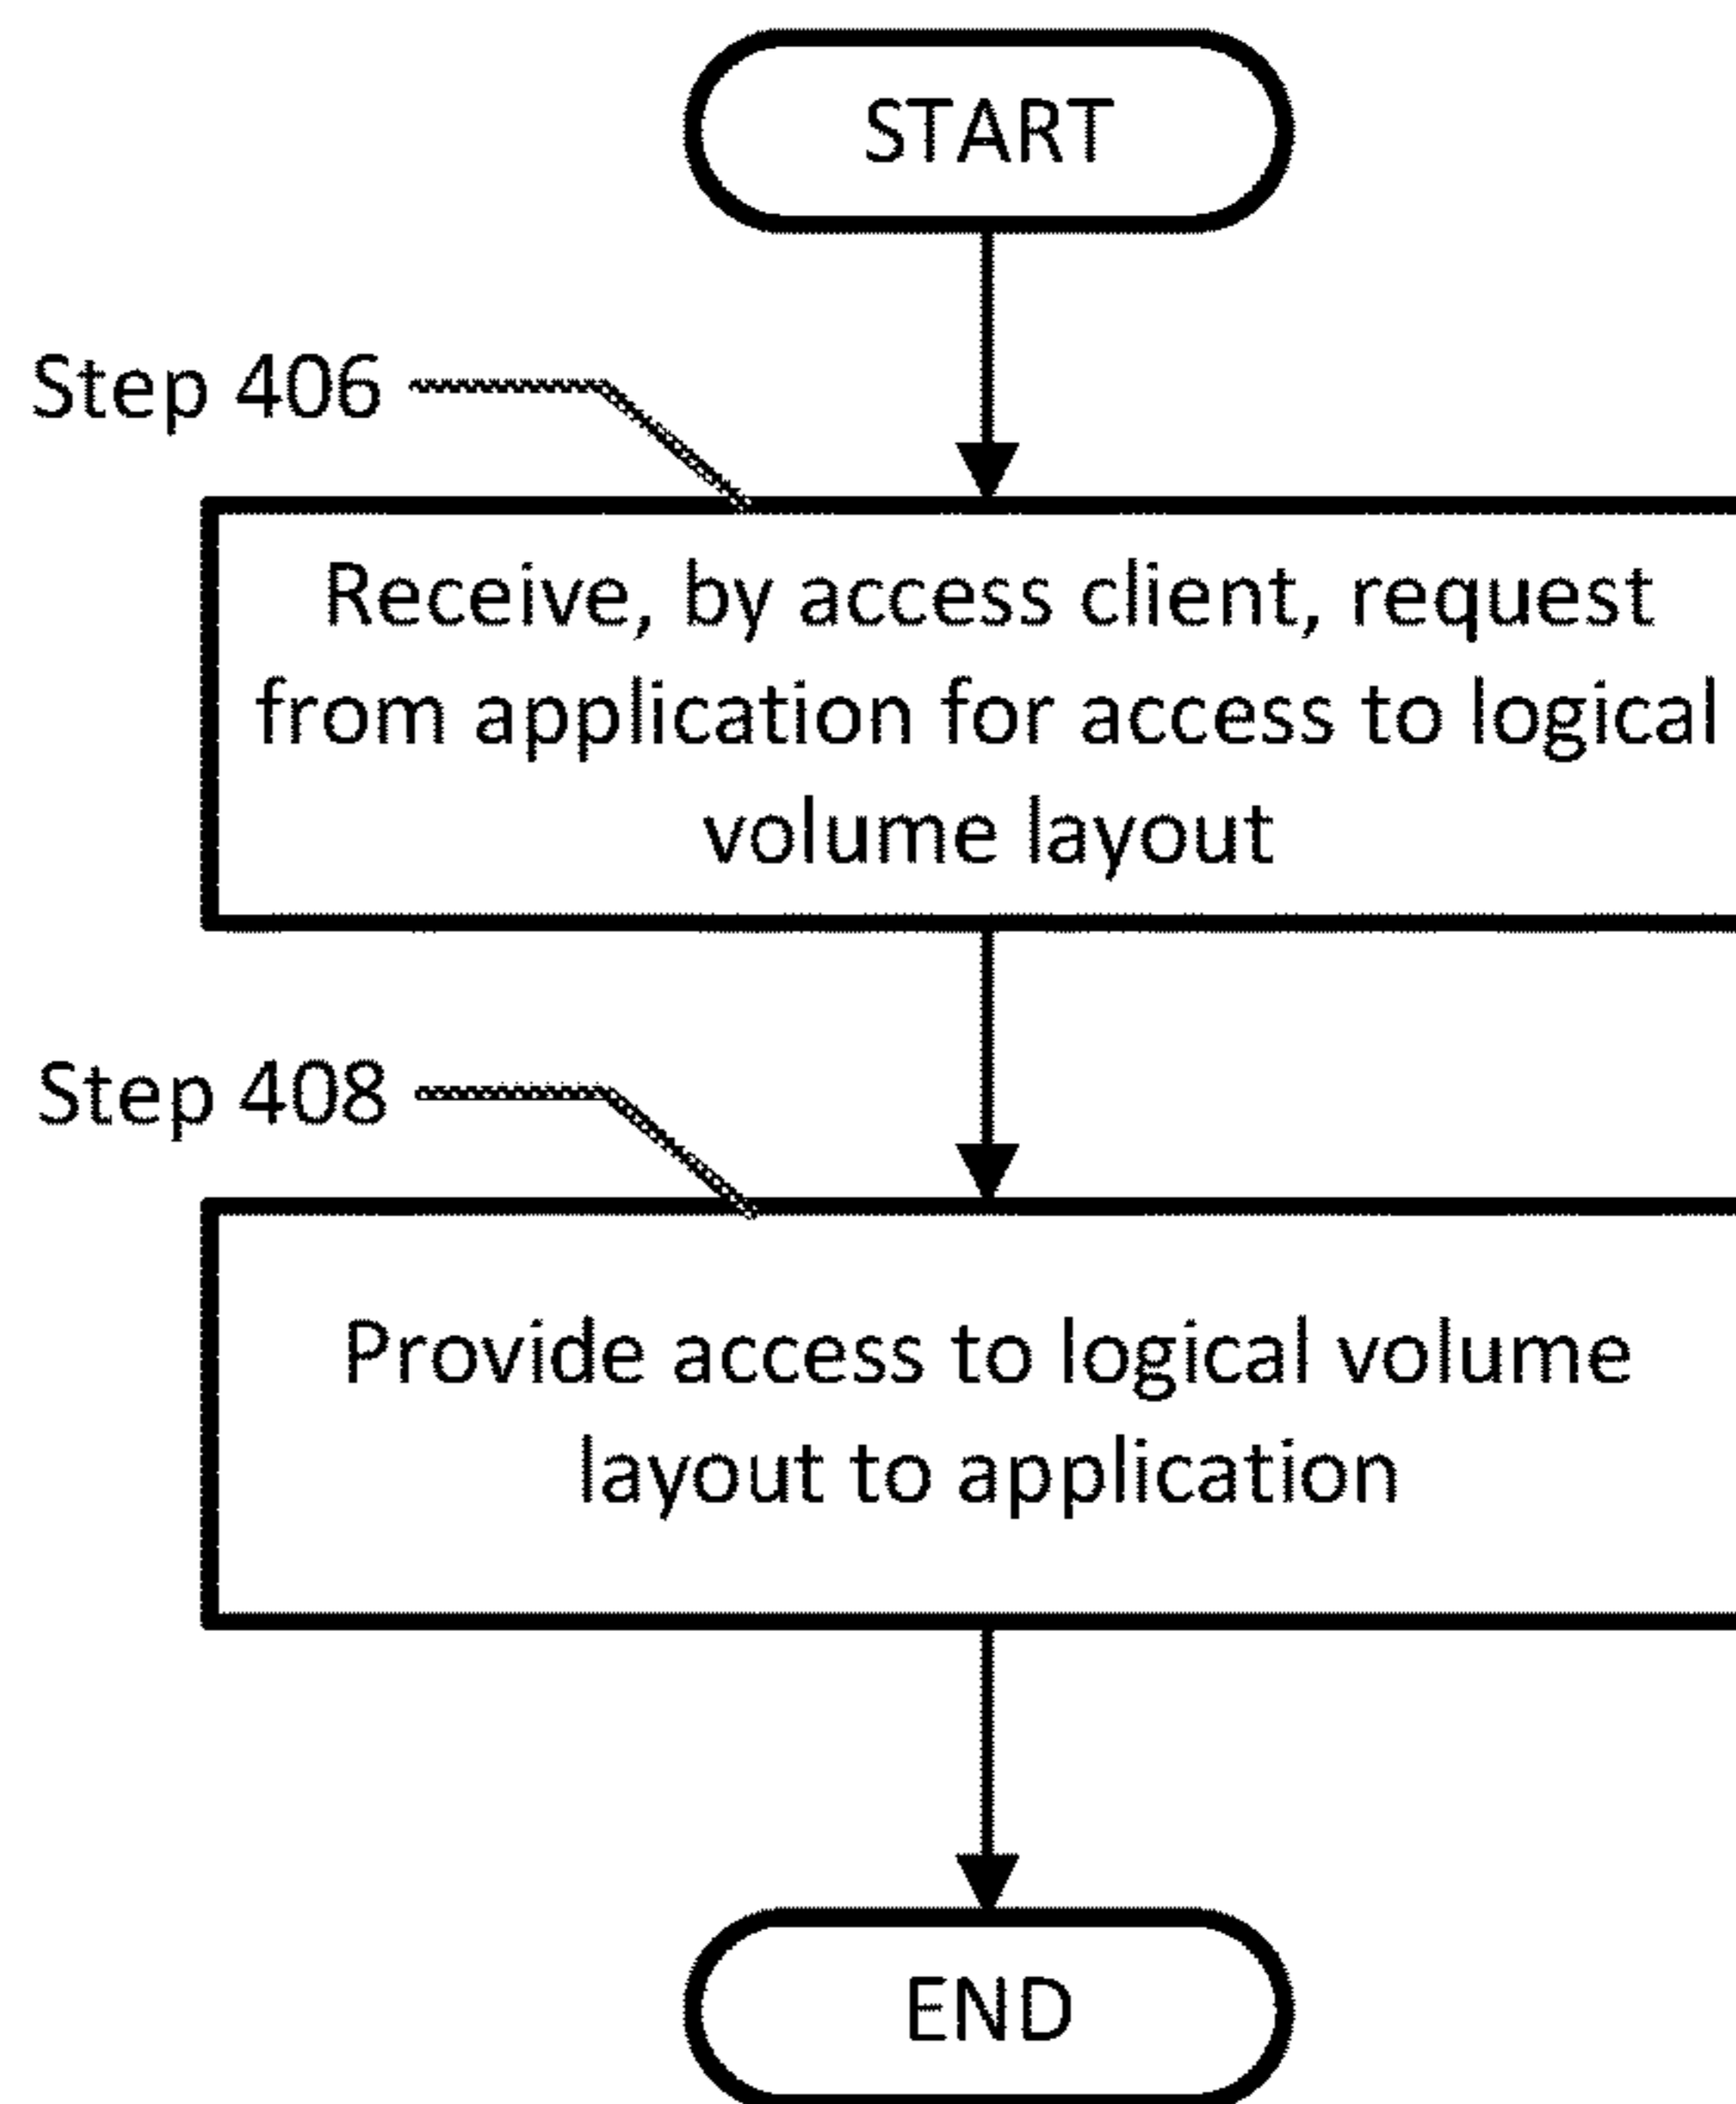 START
Step 406
Receive, by access client, request
from application for access to logical
volume layout
Step 408
Provide access to logical volume
layout to application
END